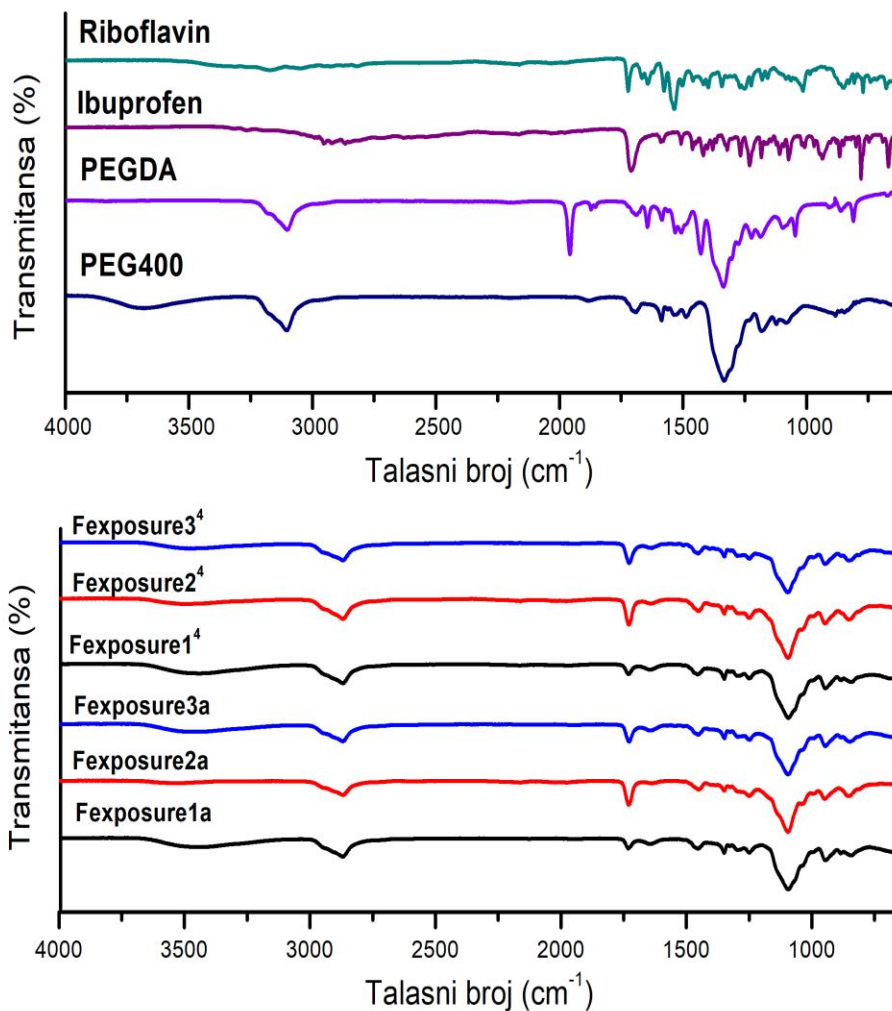 Riboflavin
Ibuprofen
PEGDA
PEG400
Transmitansa (%)
4000 3500 3000 2500 2000 1500 1000
Talasni broj (cm⁻¹)
Fexposure3⁴
Fexposure2⁴
Fexposure1⁴
Fexposure3a
Fexposure2a
Fexposure1a
Transmitansa (%)
4000 3500 3000 2500 2000 1500 1000
Talasni broj (cm⁻¹)